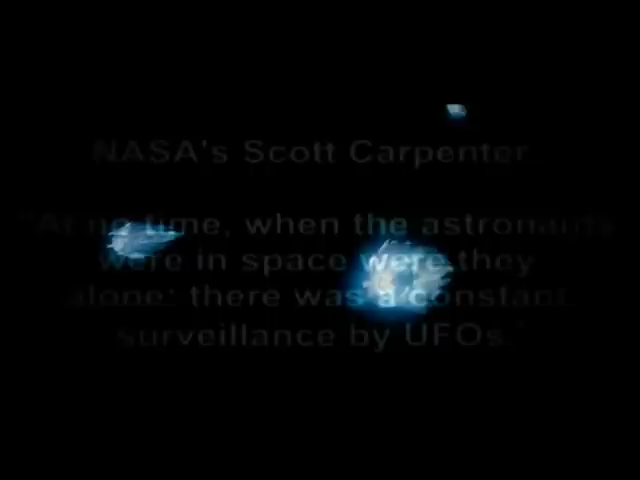 NASA's Scott Carpenter.
"At no time, when the astronauts
were in space were they
alone: there was a constant
surveillance by UFOs."